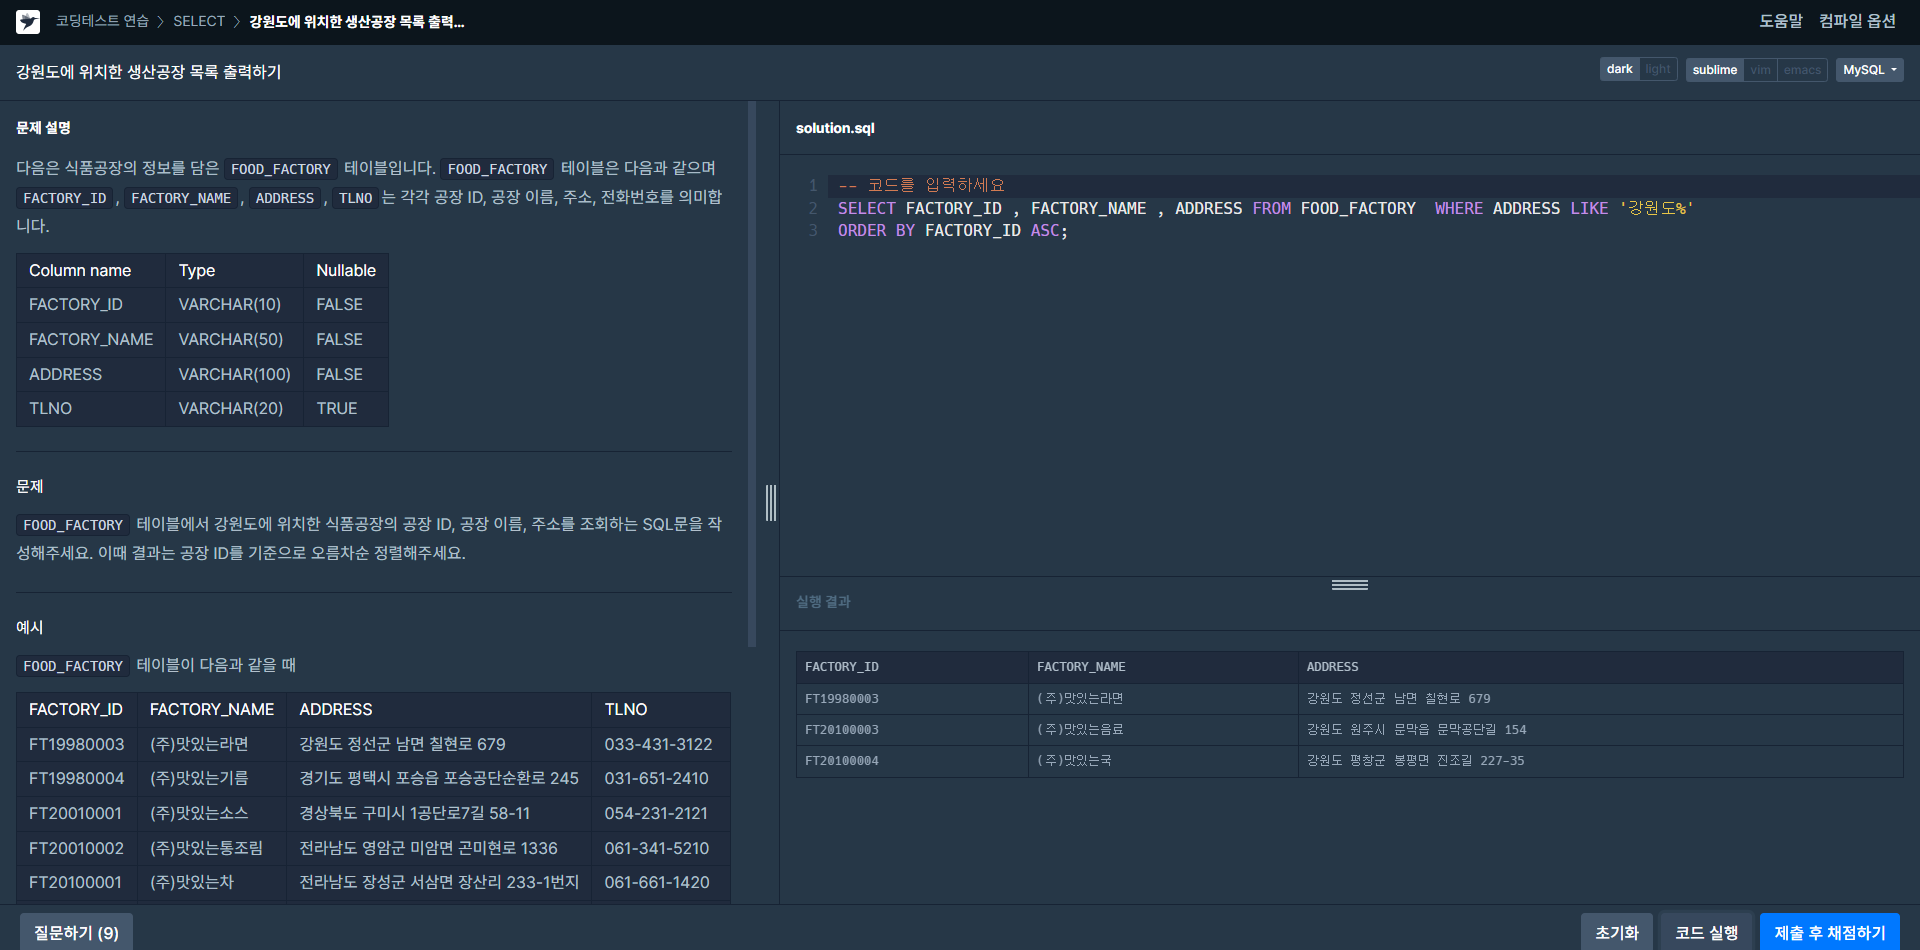 코딩테스트 연습 > SELECT > 강원도에 위치한 생산공장 목록 출력... 도움말 컴파일 옵션
강원도에 위치한 생산공장 목록 출력하기 dark light sublime vim emacs MySQL
문제 설명
다음은 식품공장의 정보를 담은 FOOD_FACTORY 테이블입니다. FOOD_FACTORY 테이블은 다음과 같으며
FACTORY_ID , FACTORY_NAME , ADDRESS , TLNO 는 각각 공장 ID, 공장 이름, 주소, 전화번호를 의미합
니다.
Column name Type Nullable
FACTORY_ID VARCHAR(10) FALSE
FACTORY_NAME VARCHAR(50) FALSE
ADDRESS VARCHAR(100) FALSE
TLNO VARCHAR(20) TRUE
문제
FOOD_FACTORY 테이블에서 강원도에 위치한 식품공장의 공장 ID, 공장 이름, 주소를 조회하는 SQL문을 작
성해주세요. 이때 결과는 공장 ID를 기준으로 오름차순 정렬해주세요.
예시
FOOD_FACTORY 테이블이 다음과 같을 때
FACTORY_ID FACTORY_NAME ADDRESS TLNO
FT19980003 (주)맛있는라면 강원도 정선군 남면 칠현로 679 033-431-3122
FT19980004 (주)맛있는기름 경기도 평택시 포승읍 포승공단순환로 245 031-651-2410
FT20010001 (주)맛있는소스 경상북도 구미시 1공단로7길 58-11 054-231-2121
FT20010002 (주)맛있는통조림 전라남도 영암군 미암면 곤미현로 1336 061-341-5210
FT20100001 (주)맛있는차 전라남도 장성군 서삼면 장산리 233-1번지 061-661-1420
solution.sql
1 -- 코드를 입력하세요
2 SELECT FACTORY_ID , FACTORY_NAME , ADDRESS FROM FOOD_FACTORY  WHERE ADDRESS LIKE '강원도%'
3 ORDER BY FACTORY_ID ASC;
실행 결과
FACTORY_ID FACTORY_NAME ADDRESS
FT19980003 (주)맛있는라면 강원도 정선군 남면 칠현로 679
FT20100003 (주)맛있는음료 강원도 원주시 문막읍 문막공단길 154
FT20100004 (주)맛있는국 강원도 평창군 봉평면 진조길 227-35
질문하기 (9) 초기화 코드 실행 제출 후 채점하기